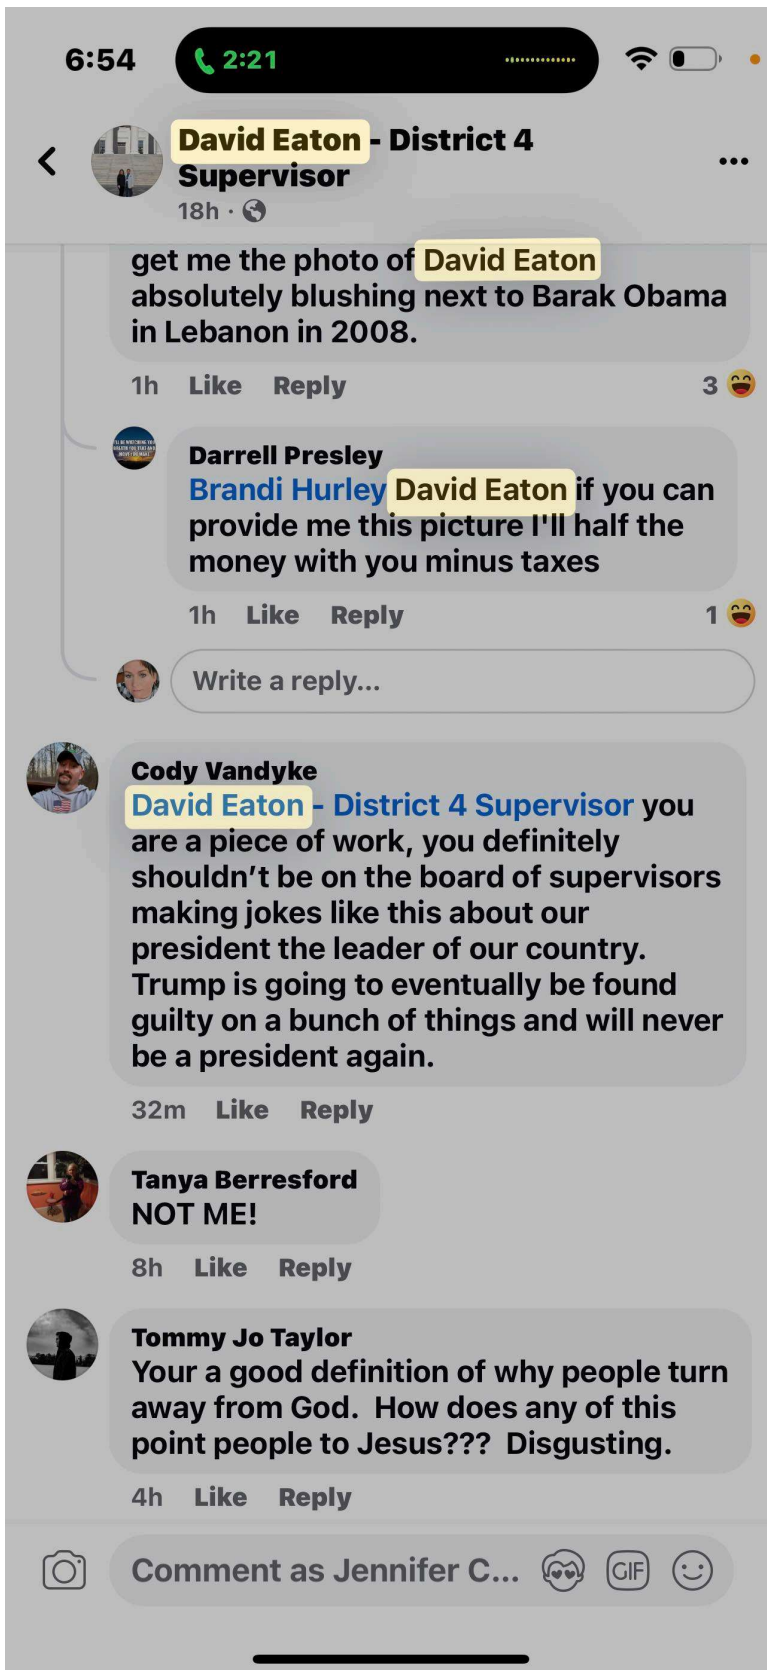 6:54
2:21
David Eaton - District 4
Supervisor
18h ·
get me the photo of David Eaton
absolutely blushing next to Barak Obama
in Lebanon in 2008.
1h Like Reply 3
Darrell Presley
Brandi Hurley David Eaton if you can
provide me this picture I'll half the
money with you minus taxes
1h Like Reply 1
Write a reply...
Cody Vandyke
David Eaton - District 4 Supervisor you
are a piece of work, you definitely
shouldn't be on the board of supervisors
making jokes like this about our
president the leader of our country.
Trump is going to eventually be found
guilty on a bunch of things and will never
be a president again.
32m Like Reply
Tanya Berresford
NOT ME!
8h Like Reply
Tommy Jo Taylor
Your a good definition of why people turn
away from God. How does any of this
point people to Jesus??? Disgusting.
4h Like Reply
Comment as Jennifer C...
GIF